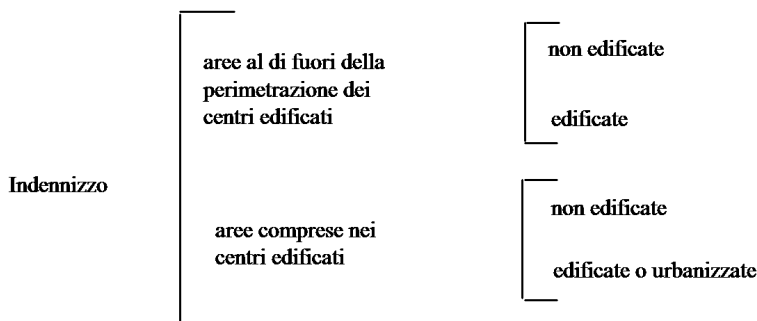 Indennizzo
aree al di fuori della
perimetrazione dei
centri edificati
non edificate
edificate
aree comprese nei
centri edificati
non edificate
edificate o urbanizzate